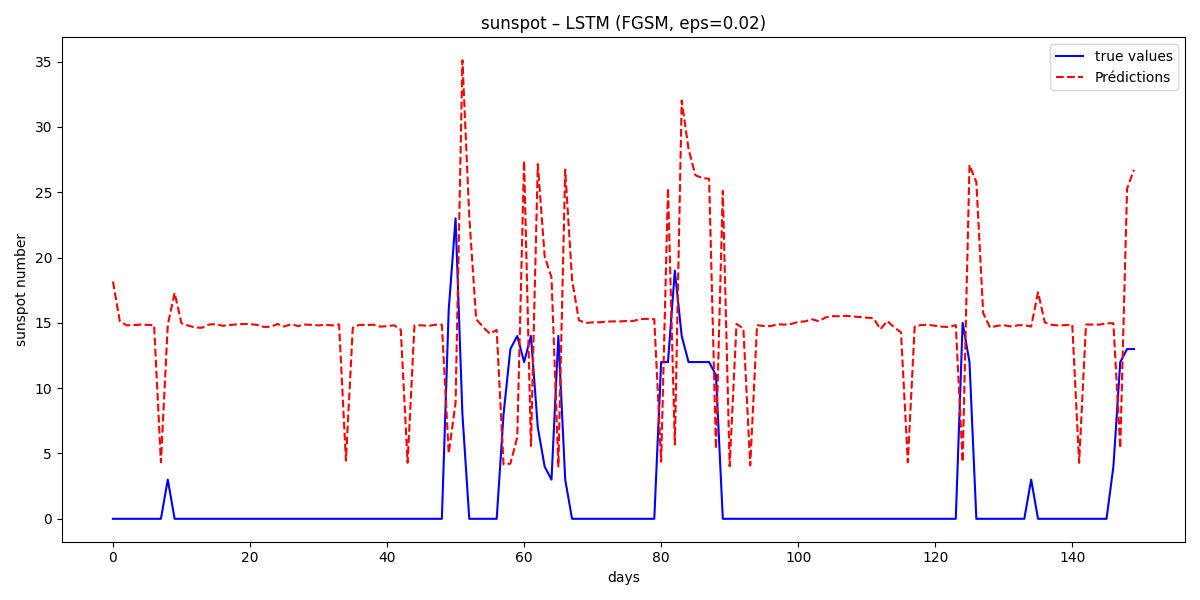 sunspot – LSTM (FGSM, eps=0.02)
true values
Prédictions
sunspot number
35
30
25
20
15
10
5
0
0 20 40 60 80 100 120 140
days